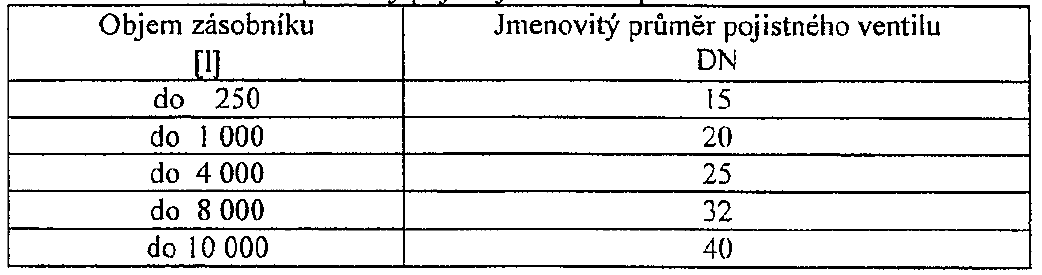 Objem zásobníku Jmenovitý průměr pojistného ventilu
[l] DN
do 250 15
do 1 000 20
do 4 000 25
do 8 000 32
do 10 000 40